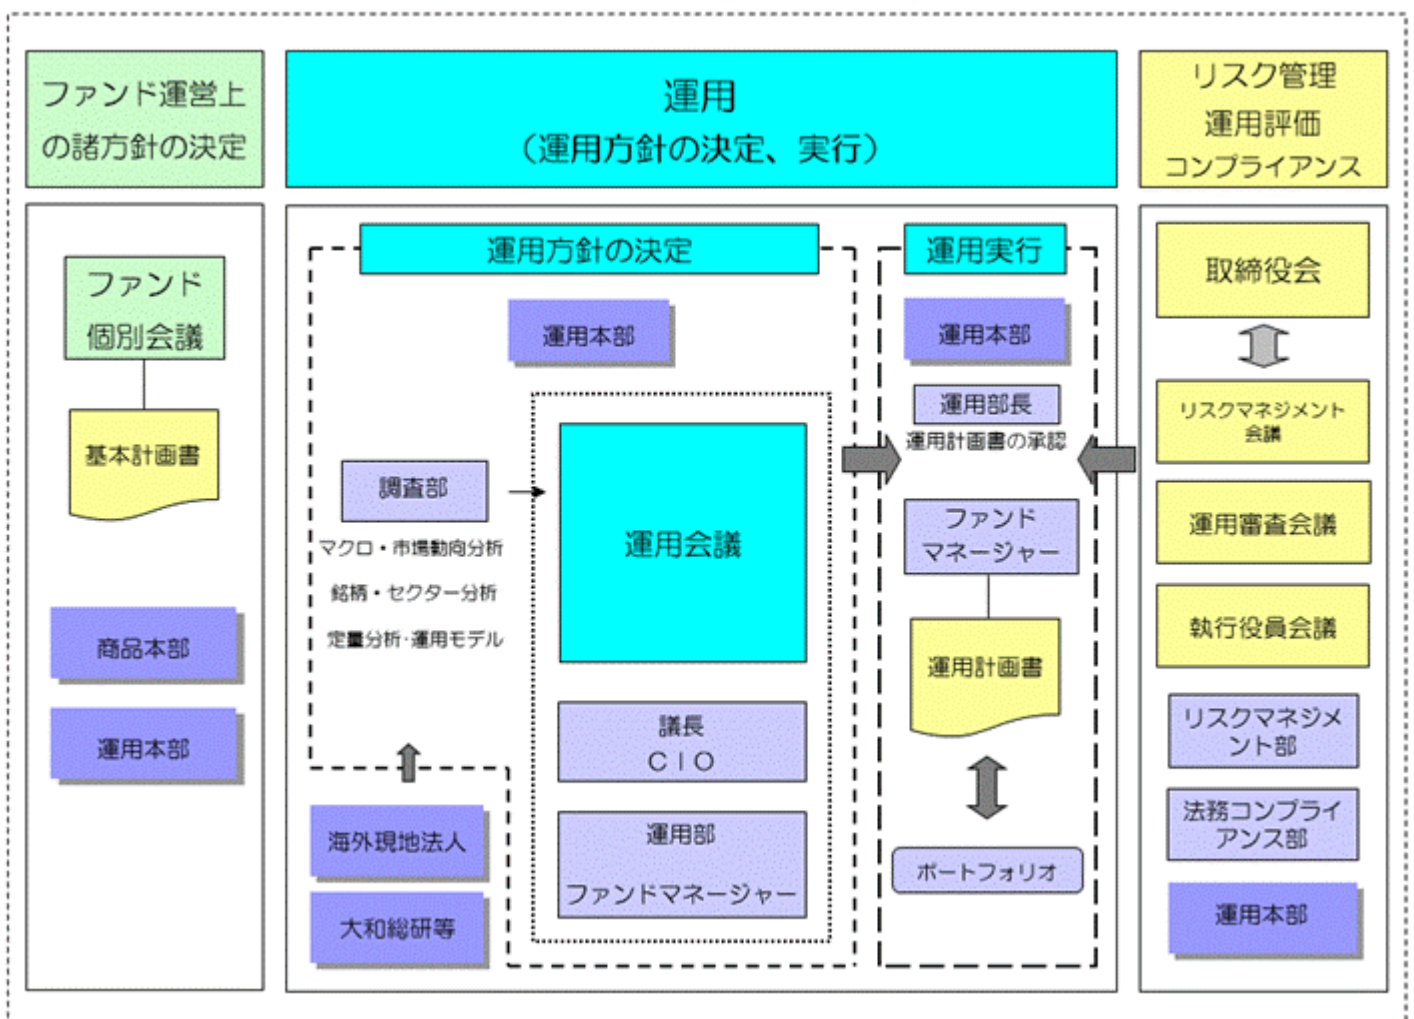 ファンド運営上
の諸方針の決定
運用
（運用方針の決定、実行）
リスク管理
運用評価
コンプライアンス
ファンド
個別会議
基本計画書
商品本部
運用本部
運用方針の決定
運用本部
調査部
マクロ・市場動向分析
銘柄・セクター分析
定量分析･運用モデル
運用会議
議長
ＣＩＯ
運用部
ファンドマネージャー
海外現地法人
大和総研等
運用実行
運用本部
運用部長
運用計画書の承認
ファンド
マネージャー
運用計画書
ポートフォリオ
取締役会
リスクマネジメント
会議
運用審査会議
執行役員会議
リスクマネジメ
ント部
法務コンプライ
アンス部
運用本部